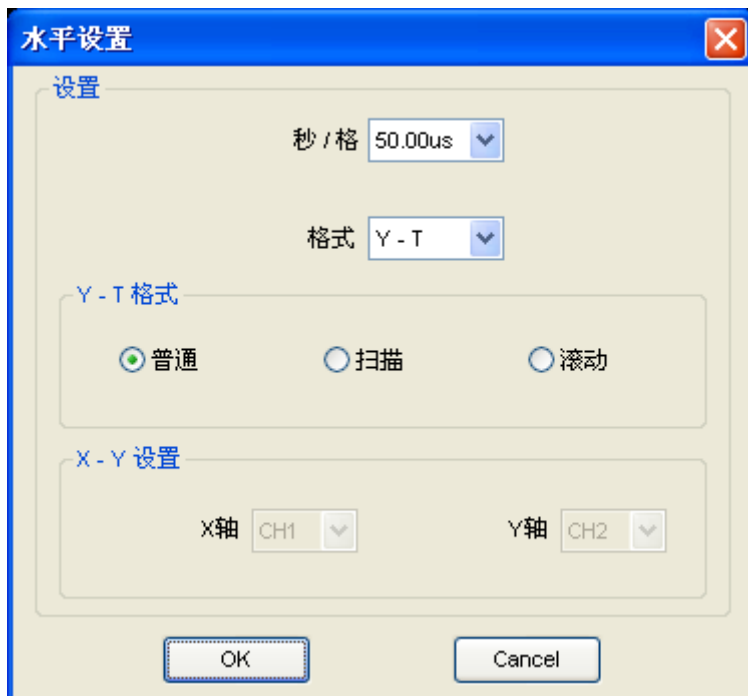 水平设置
设置
秒 / 格 50.00us
格式 Y - T
Y - T 格式
普通 扫描 滚动
X - Y 设置
X轴 CH1 Y轴 CH2
OK Cancel